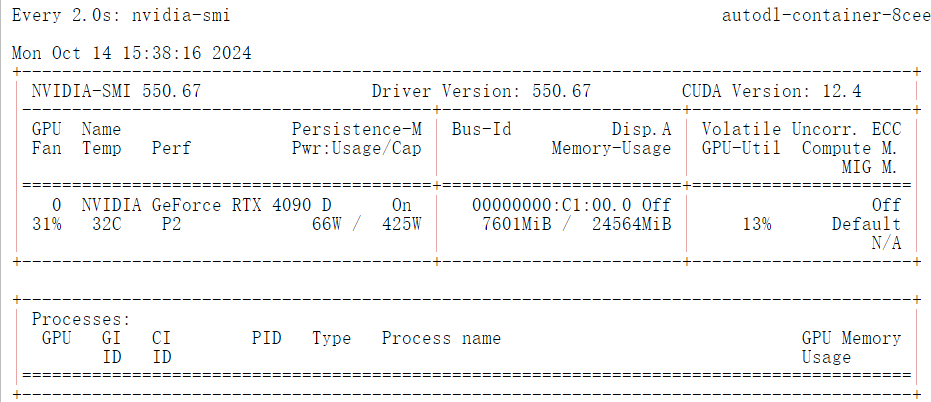 Every 2.0s: nvidia-smi autodl-container-8cee
Mon Oct 14 15:38:16 2024
+-----------------------------------------------------------------------------------------+
| NVIDIA-SMI 550.67                 Driver Version: 550.67         CUDA Version: 12.4     |
|-----------------------------------------+------------------------+----------------------+
| GPU  Name                 Persistence-M | Bus-Id          Disp.A | Volatile Uncorr. ECC |
| Fan  Temp   Perf          Pwr:Usage/Cap |           Memory-Usage | GPU-Util  Compute M. |
|                                         |                        |               MIG M. |
|=========================================+========================+======================|
|   0  NVIDIA GeForce RTX 4090 D      On  |   00000000:C1:00.0 Off |                  Off |
| 31%   32C    P2              66W /  425W |    7601MiB /  24564MiB |     13%      Default |
|                                         |                        |                  N/A |
+-----------------------------------------+------------------------+----------------------+
+-----------------------------------------------------------------------------------------+
| Processes:                                                                              |
|  GPU   GI   CI        PID   Type   Process name                              GPU Memory |
|        ID   ID                                                               Usage      |
|=========================================================================================|
+-----------------------------------------------------------------------------------------+